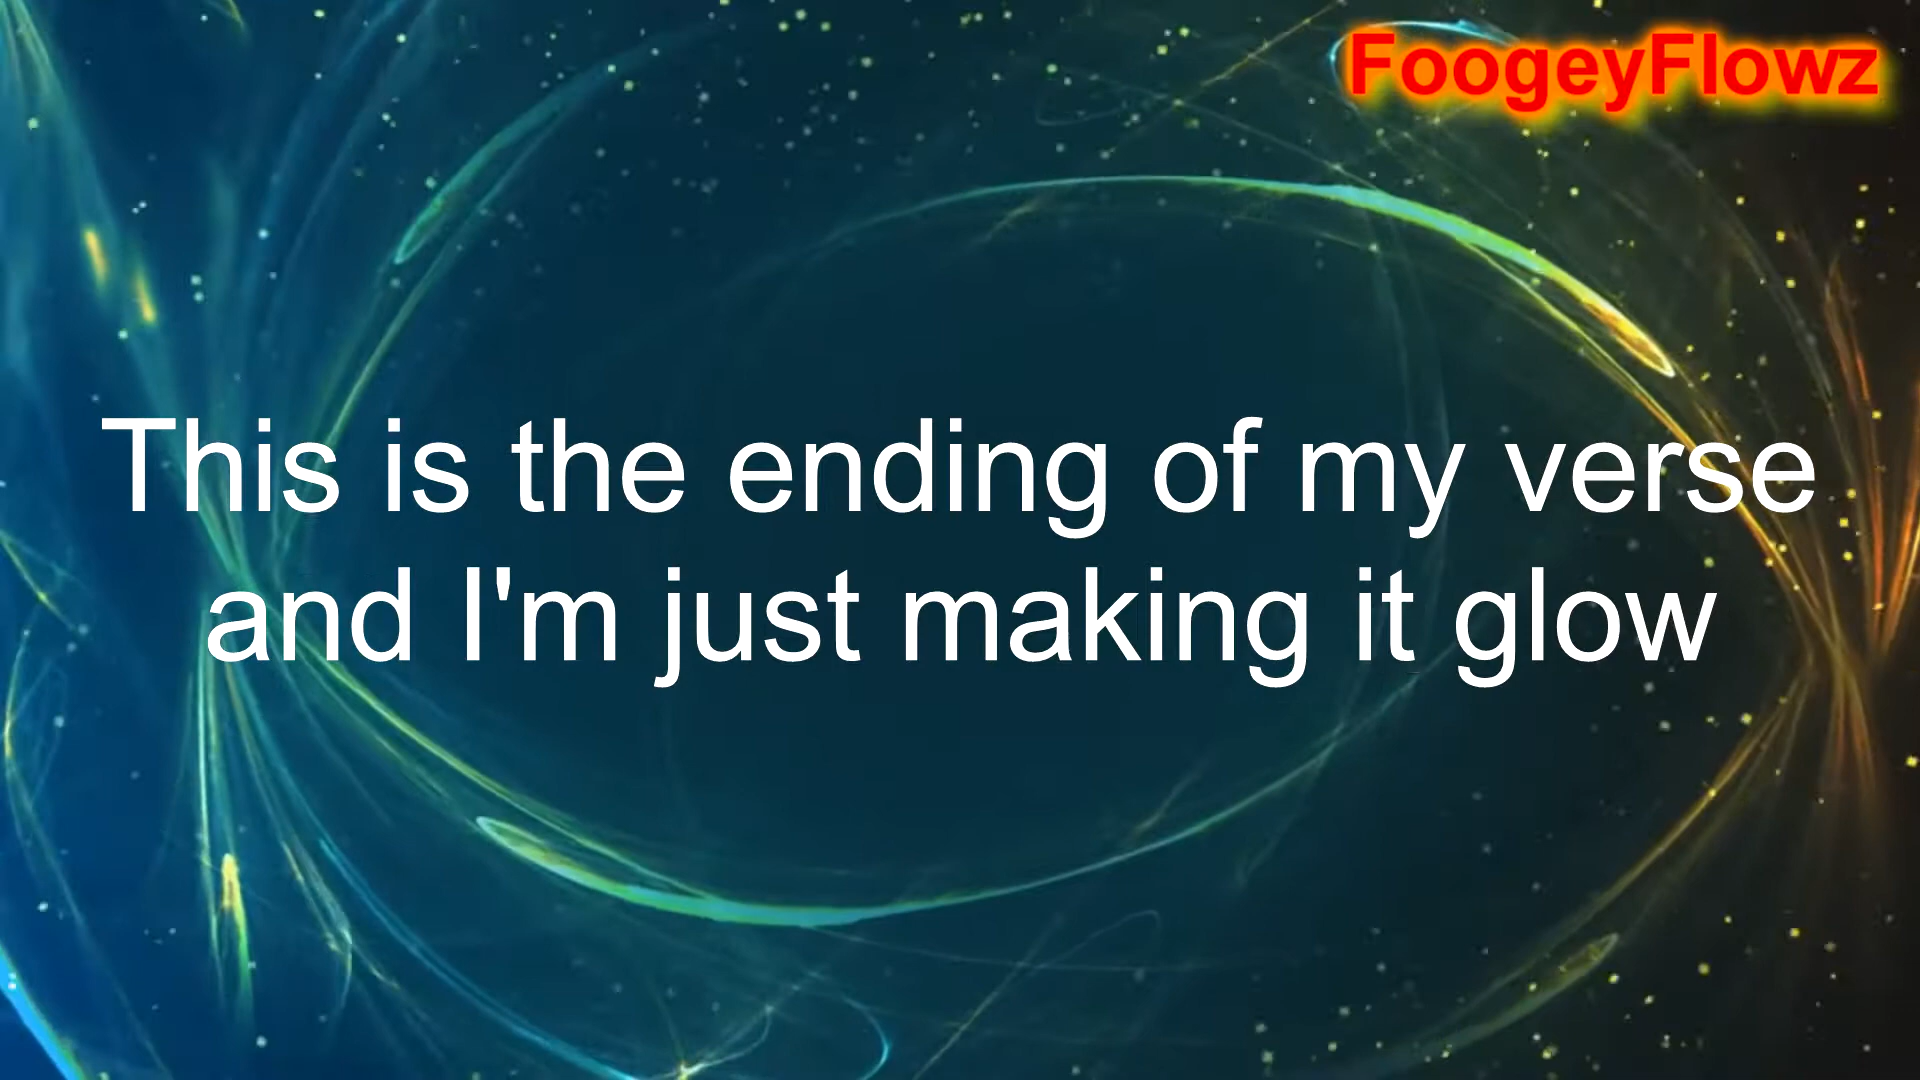 FoogeyFlowz
This is the ending of my verse
and I'm just making it glow